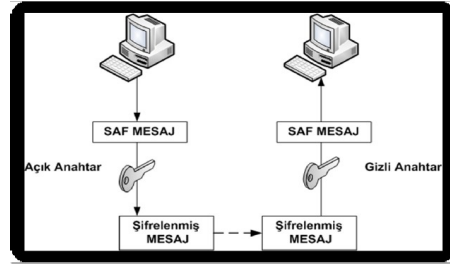 SAF MESAJ
SAF MESAJ
Açık Anahtar
Gizli Anahtar
Şifrelenmiş
MESAJ
Şifrelenmiş
MESAJ